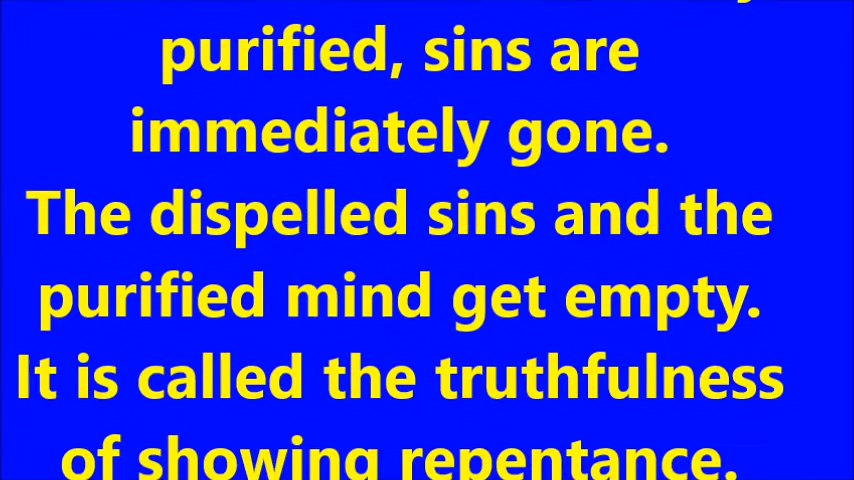 purified, sins are
immediately gone.
The dispelled sins and the
purified mind get empty.
It is called the truthfulness
of showing repentance.